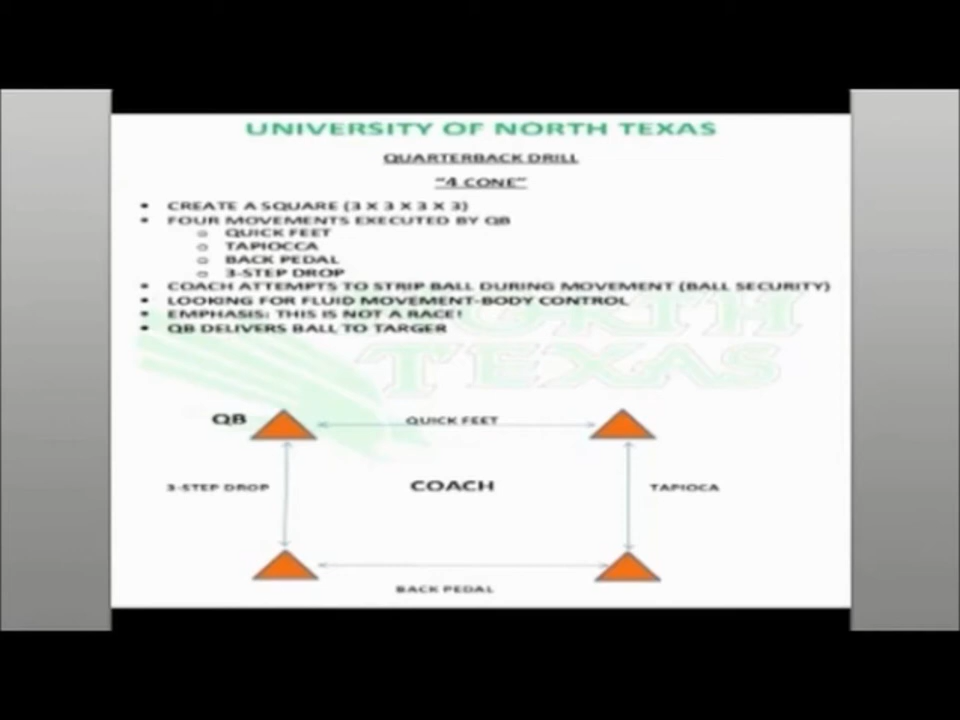 UNIVERSITY OF NORTH TEXAS
QUARTERBACK DRILL
"4 CONE"
• CREATE A SQUARE (3 X 3 X 3 X 3)
• FOUR MOVEMENTS EXECUTED BY QB
o QUICK FEET
o TAPIOCCA
o BACK PEDAL
o 3-STEP DROP
• COACH ATTEMPTS TO STRIP BALL DURING MOVEMENT (BALL SECURITY)
• LOOKING FOR FLUID MOVEMENT-BODY CONTROL
• EMPHASIS: THIS IS NOT A RACE!
• QB DELIVERS BALL TO TARGER
NORTH
TEXAS
QB
QUICK FEET
3-STEP DROP
COACH
TAPIOCA
BACK PEDAL